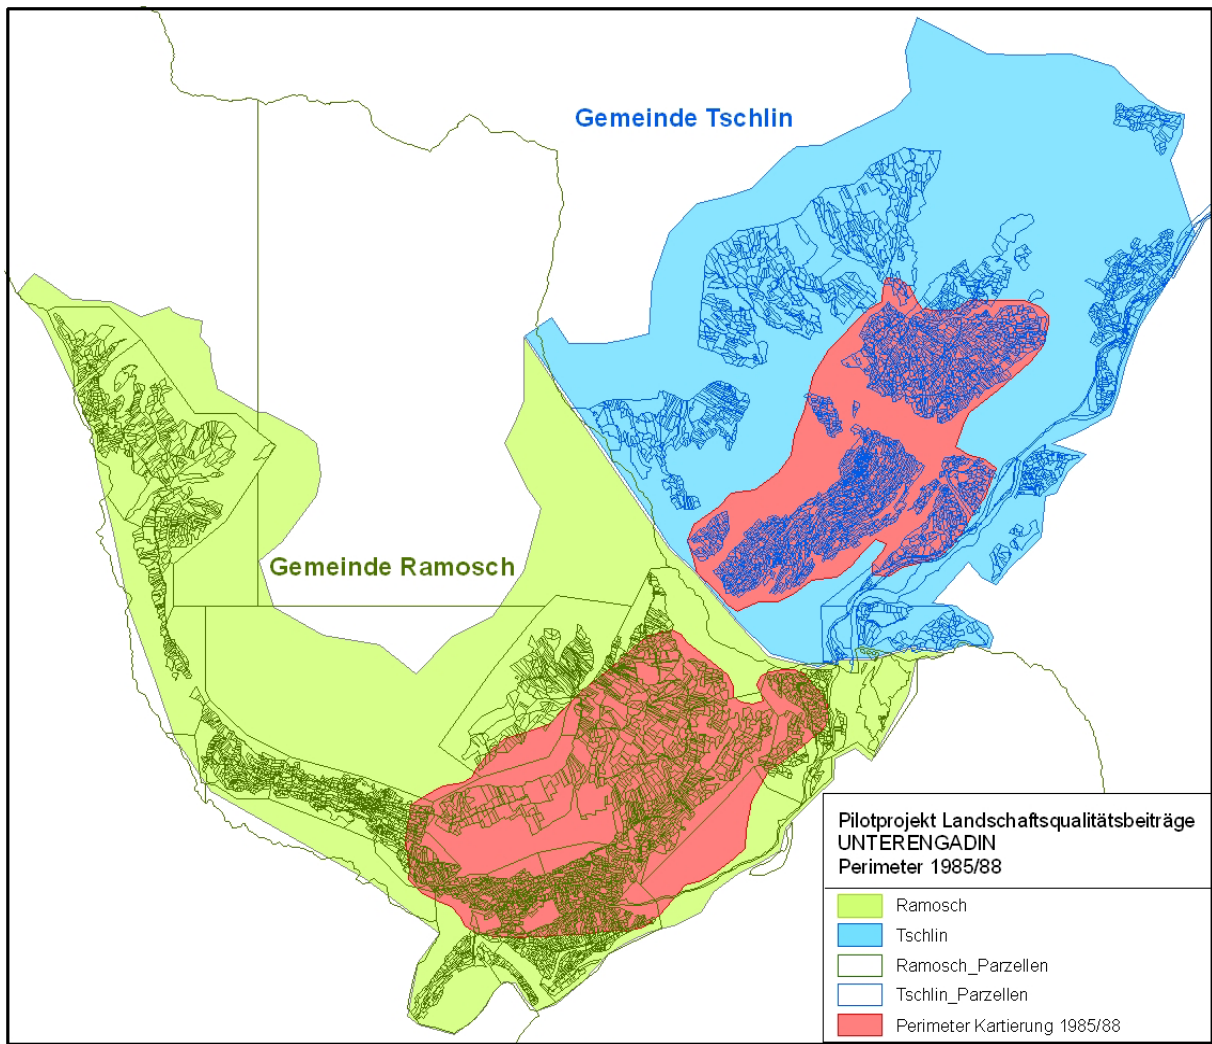 Gemeinde Tschlin
Gemeinde Ramosch
Pilotprojekt Landschaftsqualitätsbeiträge
UNTERENGADIN
Perimeter 1985/88
Ramosch
Tschlin
Ramosch_Parzellen
Tschlin_Parzellen
Perimeter Kartierung 1985/88